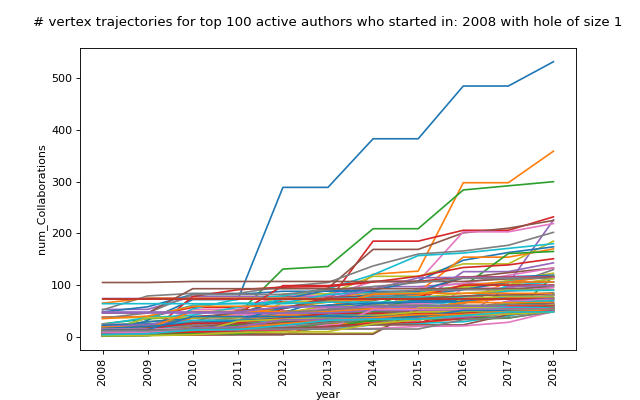 # vertex trajectories for top 100 active authors who started in: 2008 with hole of size 1
num_Collaborations
500
400
300
200
100
0
2008 2009 2010 2011 2012 2013 2014 2015 2016 2017 2018
year